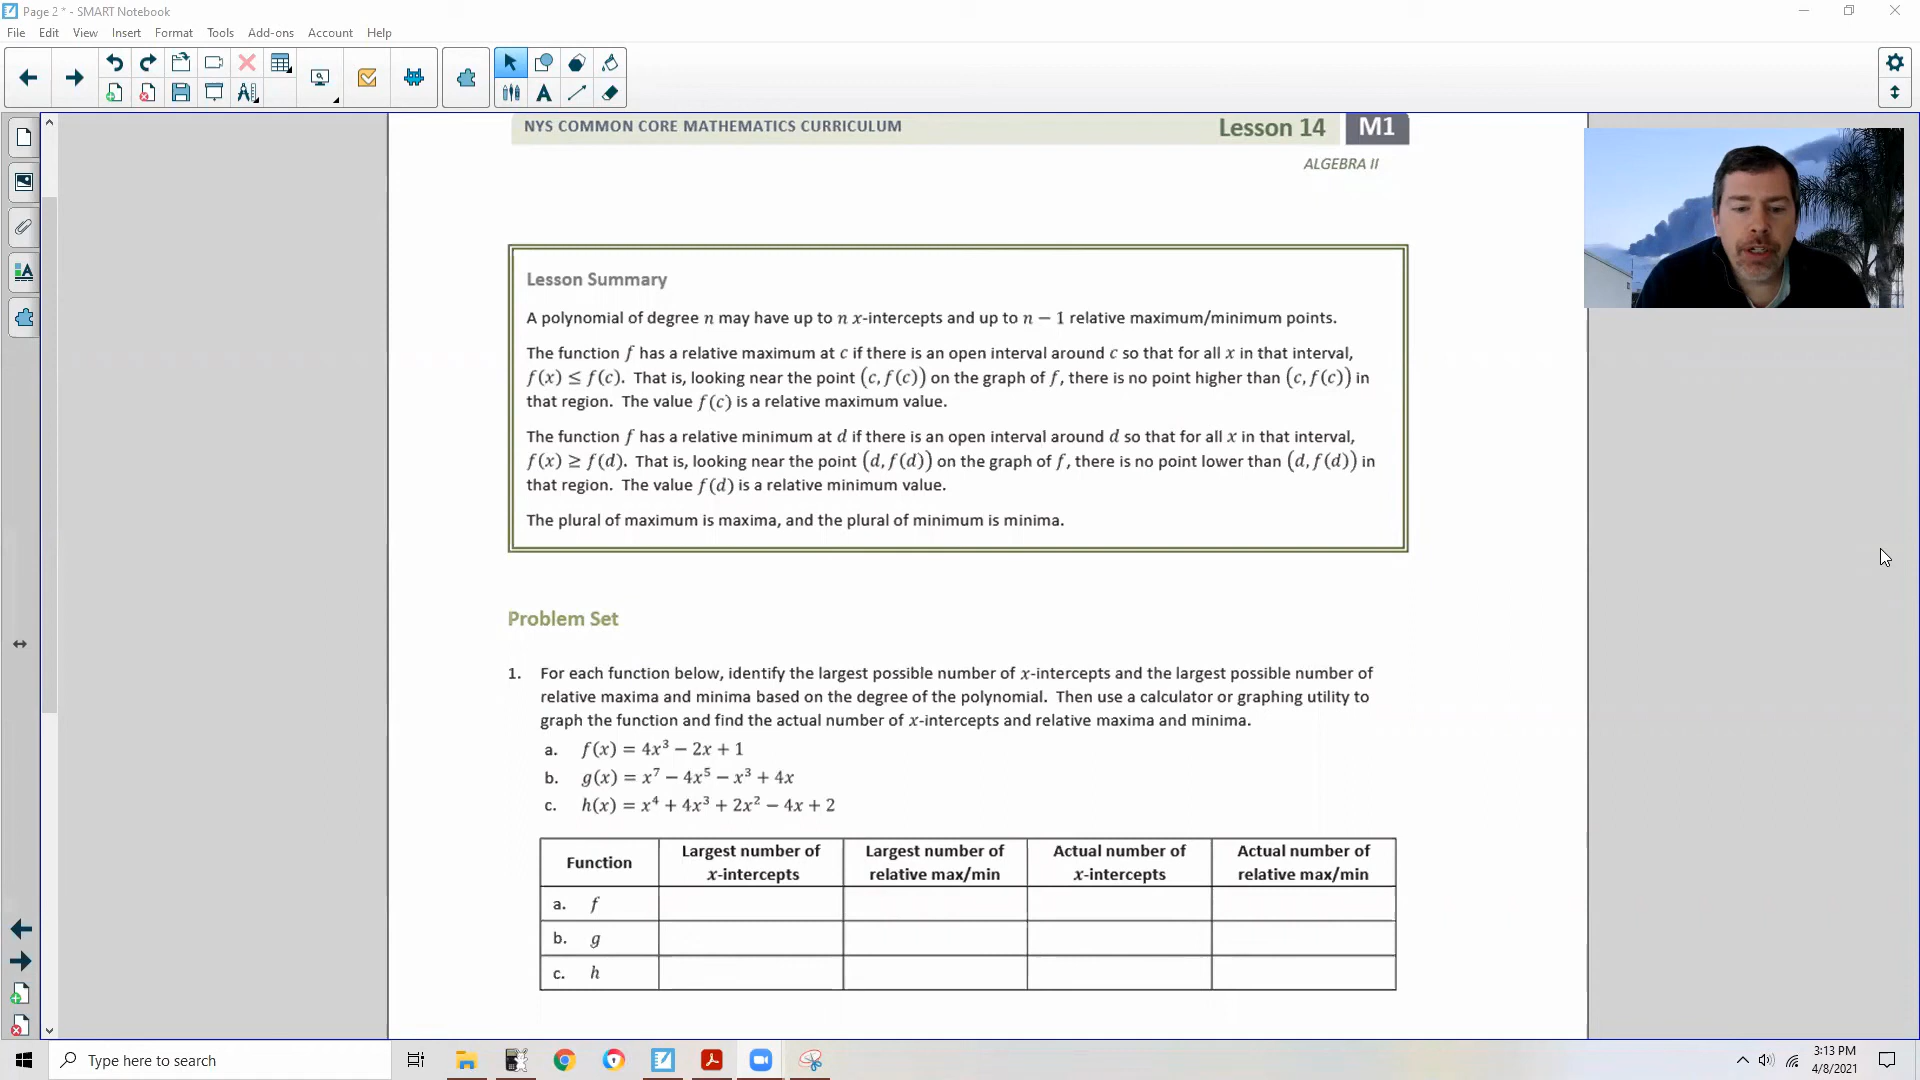 Page 2 * - SMART Notebook
File Edit View Insert Format Tools Add-ons Account Help
NYS COMMON CORE MATHEMATICS CURRICULUM
Lesson 14
M1
ALGEBRA II
Lesson Summary
A polynomial of degree n may have up to n x-intercepts and up to n − 1 relative maximum/minimum points.
The function f has a relative maximum at c if there is an open interval around c so that for all x in that interval,
f(x) ≤ f(c). That is, looking near the point (c, f(c)) on the graph of f, there is no point higher than (c, f(c)) in
that region. The value f(c) is a relative maximum value.
The function f has a relative minimum at d if there is an open interval around d so that for all x in that interval,
f(x) ≥ f(d). That is, looking near the point (d, f(d)) on the graph of f, there is no point lower than (d, f(d)) in
that region. The value f(d) is a relative minimum value.
The plural of maximum is maxima, and the plural of minimum is minima.
Problem Set
1. For each function below, identify the largest possible number of x-intercepts and the largest possible number of
relative maxima and minima based on the degree of the polynomial. Then use a calculator or graphing utility to
graph the function and find the actual number of x-intercepts and relative maxima and minima.
a. f(x) = 4x³ − 2x + 1
b. g(x) = x⁷ − 4x⁵ − x³ + 4x
c. h(x) = x⁴ + 4x³ + 2x² − 4x + 2
Function
Largest number of
x-intercepts
Largest number of
relative max/min
Actual number of
x-intercepts
Actual number of
relative max/min
a. f
b. g
c. h
Type here to search
3:13 PM
4/8/2021